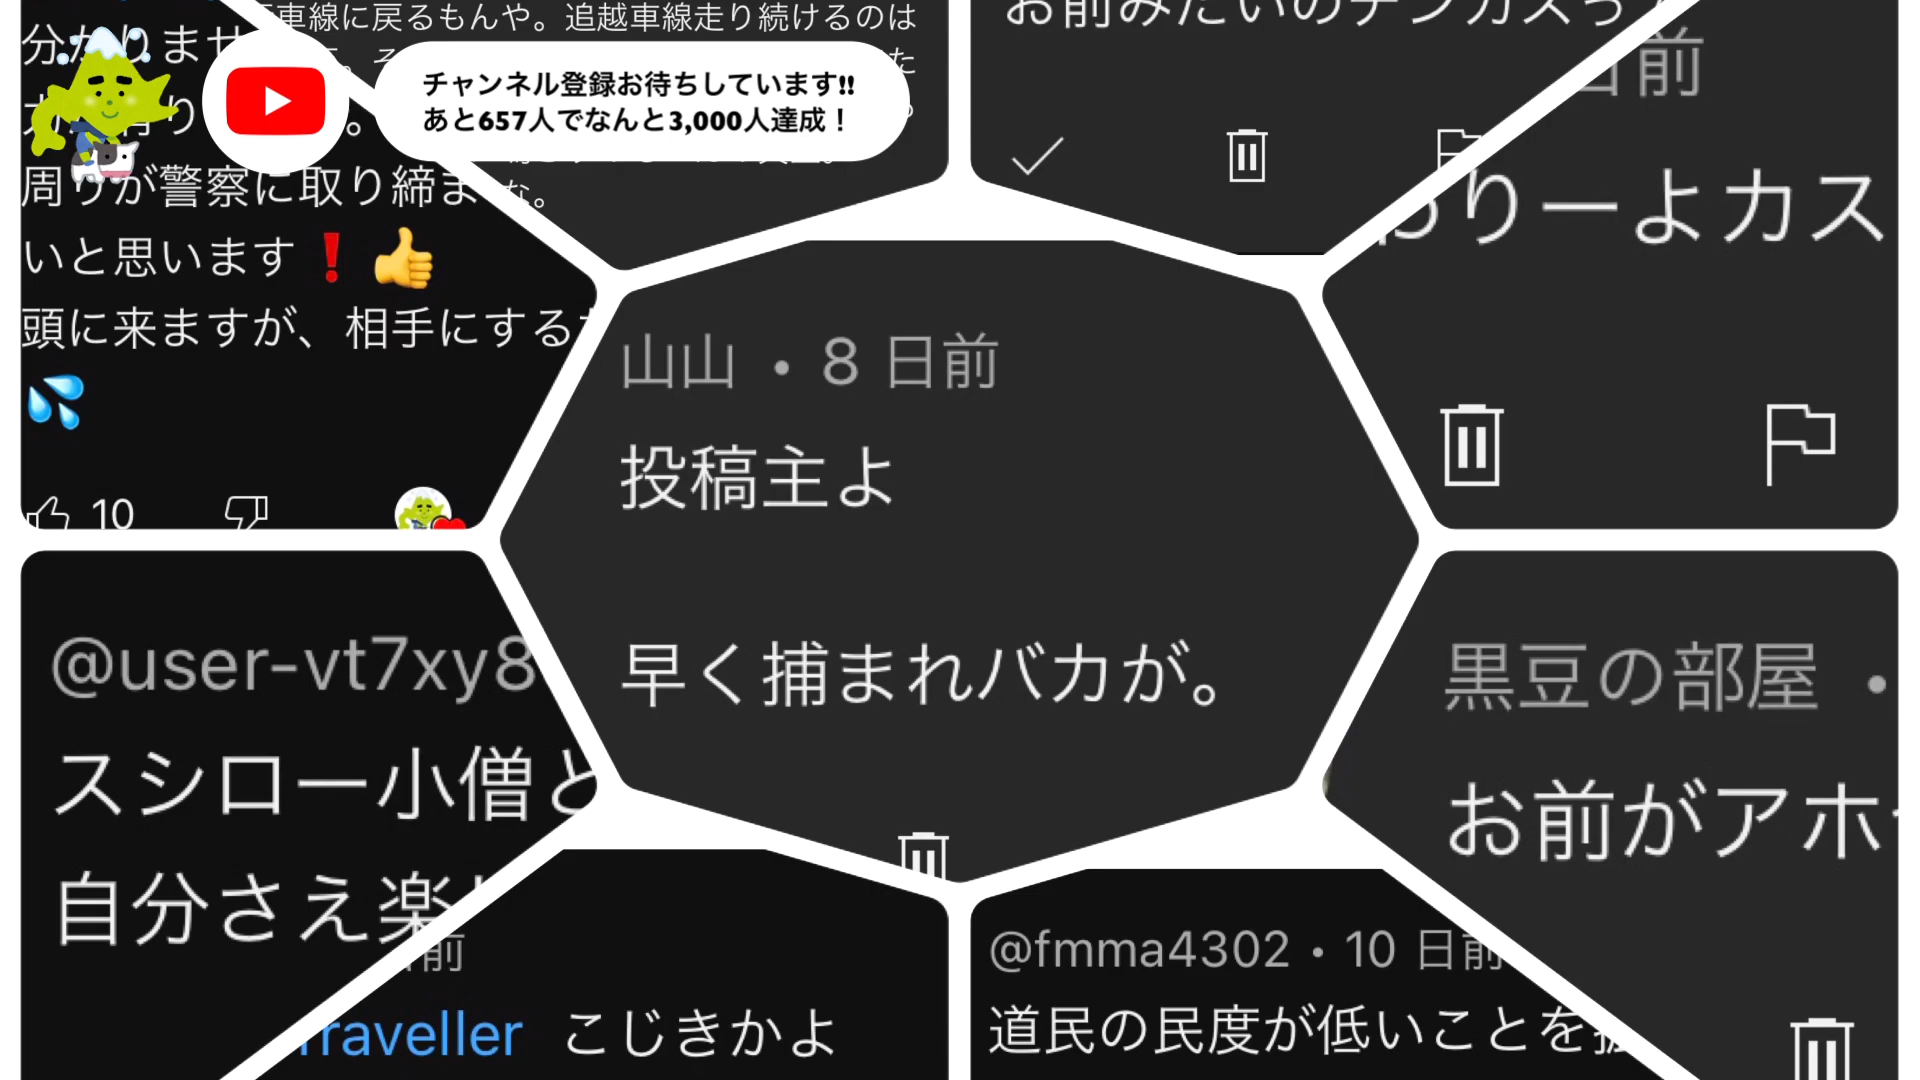 車線に戻るもんや。追越車線走り続けるのは
お前みたいの
分かりませ
チャンネル登録お待ちしています!!
あと657人でなんと3,000人達成！
な。
周りが警察に取り締ま
いと思います❗👍
頭に来ますが、相手にする
💦
10
日前
りーよカス
山山 • 8 日前
投稿主よ
早く捕まれバカが。
@user-vt7xy8
スシロー小僧と
自分さえ楽
黒豆の部屋 •
お前がアホ
前
raveller こじきかよ
@fmma4302 • 10 日前
道民の民度が低いことを